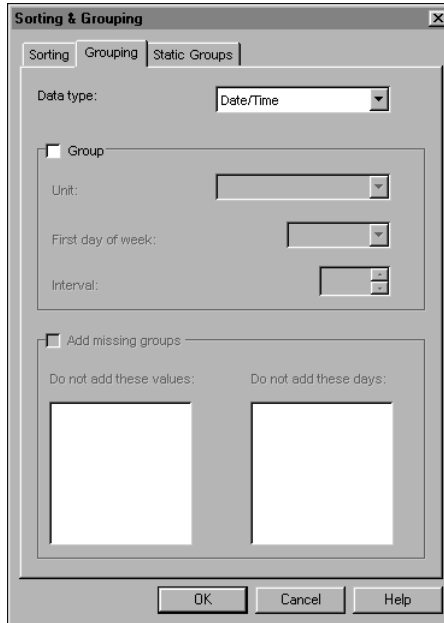 Sorting & Grouping
Sorting Grouping Static Groups
Data type: Date/Time
Group
Unit:
First day of week:
Interval:
Add missing groups
Do not add these values: Do not add these days:
OK Cancel Help